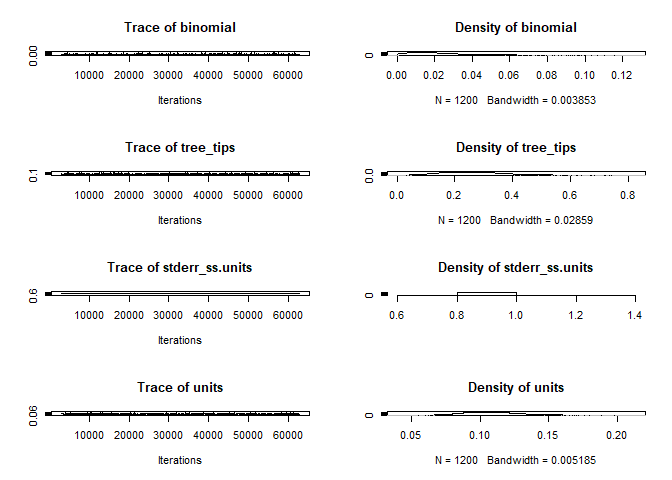 Trace of binomial
0.00
10000 20000 30000 40000 50000 60000
Iterations
Density of binomial
0
0.00 0.02 0.04 0.06 0.08 0.10 0.12
N = 1200 Bandwidth = 0.003853
Trace of tree_tips
0.1
10000 20000 30000 40000 50000 60000
Iterations
Density of tree_tips
0.0
0.0 0.2 0.4 0.6 0.8
N = 1200 Bandwidth = 0.02859
Trace of stderr_ss.units
0.6
10000 20000 30000 40000 50000 60000
Iterations
Density of stderr_ss.units
0
0.6 0.8 1.0 1.2 1.4
Trace of units
0.06
10000 20000 30000 40000 50000 60000
Iterations
Density of units
0
0.05 0.10 0.15 0.20
N = 1200 Bandwidth = 0.005185